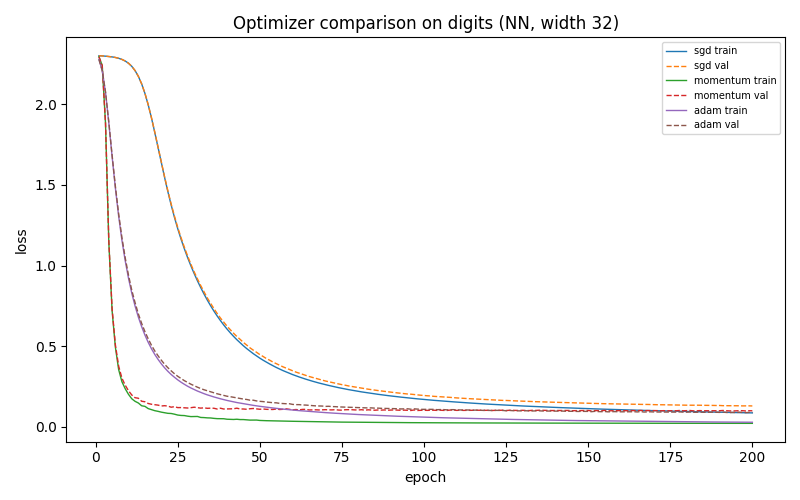 Optimizer comparison on digits (NN, width 32)
sgd train
sgd val
momentum train
momentum val
adam train
adam val
loss
2.0
1.5
1.0
0.5
0.0
0 25 50 75 100 125 150 175 200
epoch